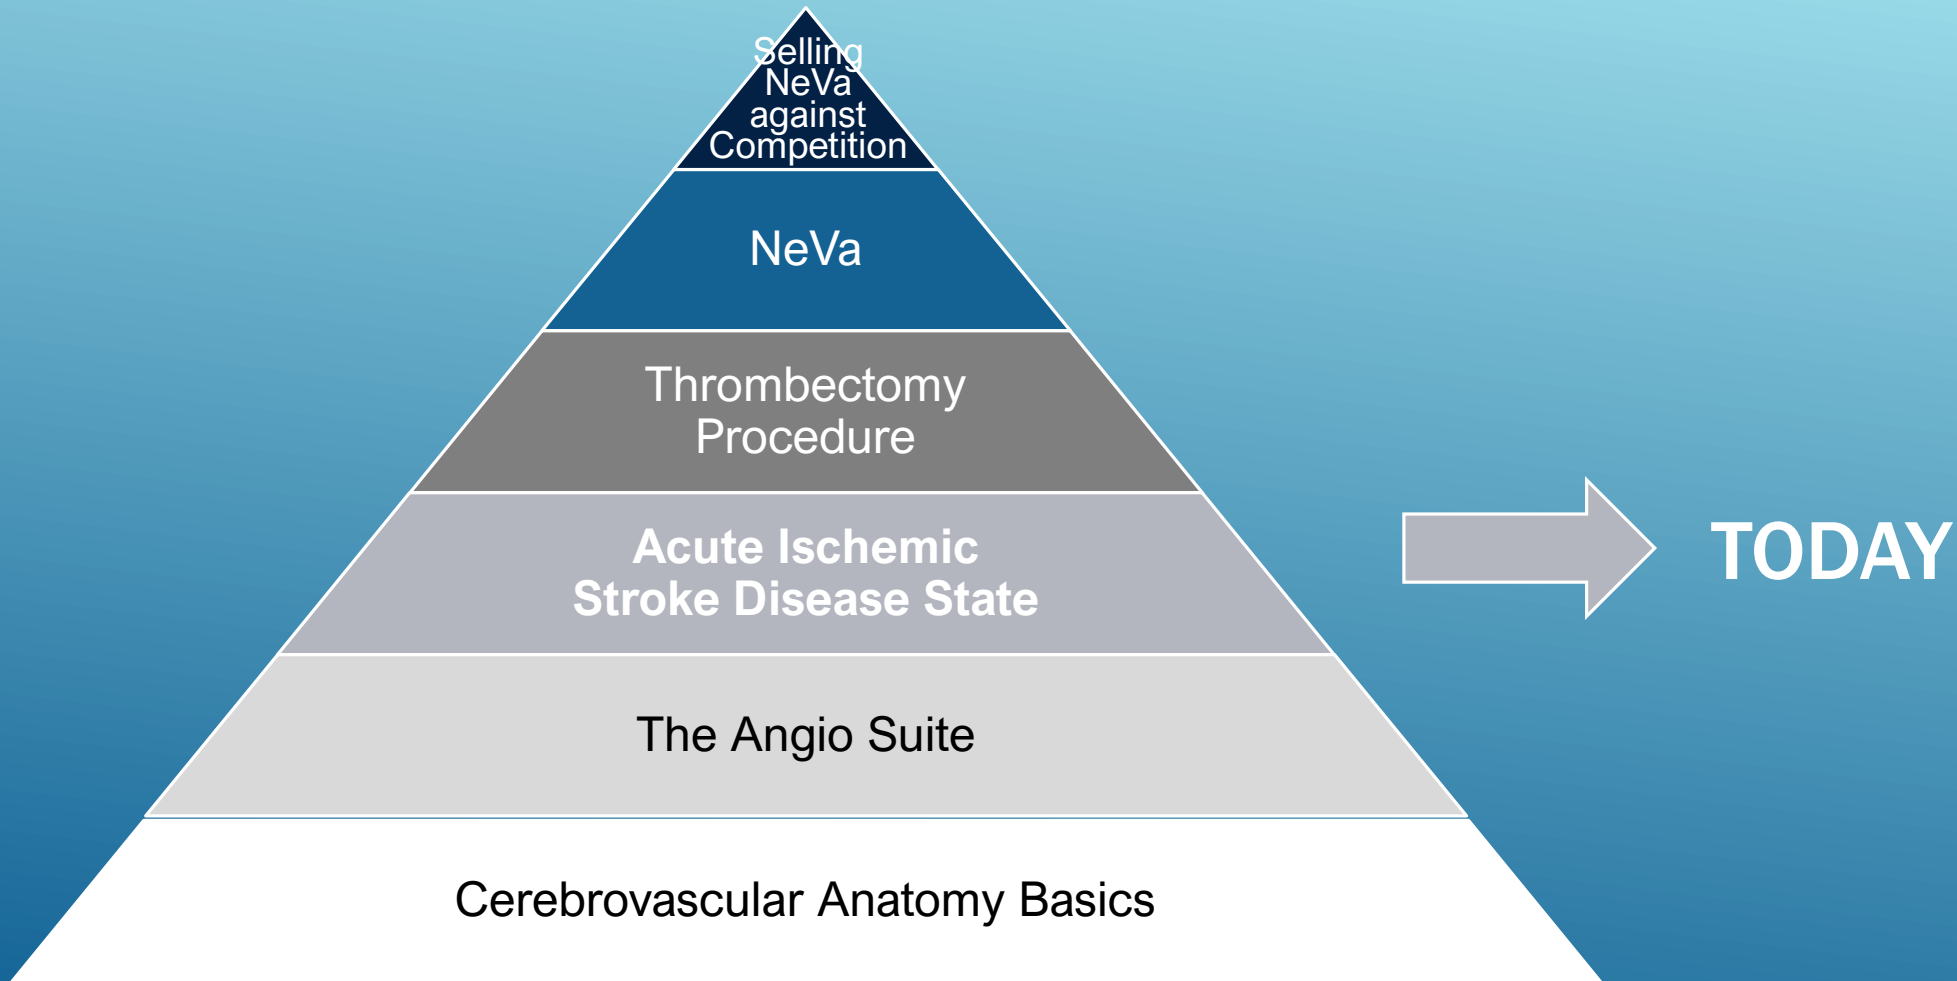 Selling
NeVa
against
Competition
NeVa
Thrombectomy
Procedure
Acute Ischemic
Stroke Disease State
TODAY
The Angio Suite
Cerebrovascular Anatomy Basics